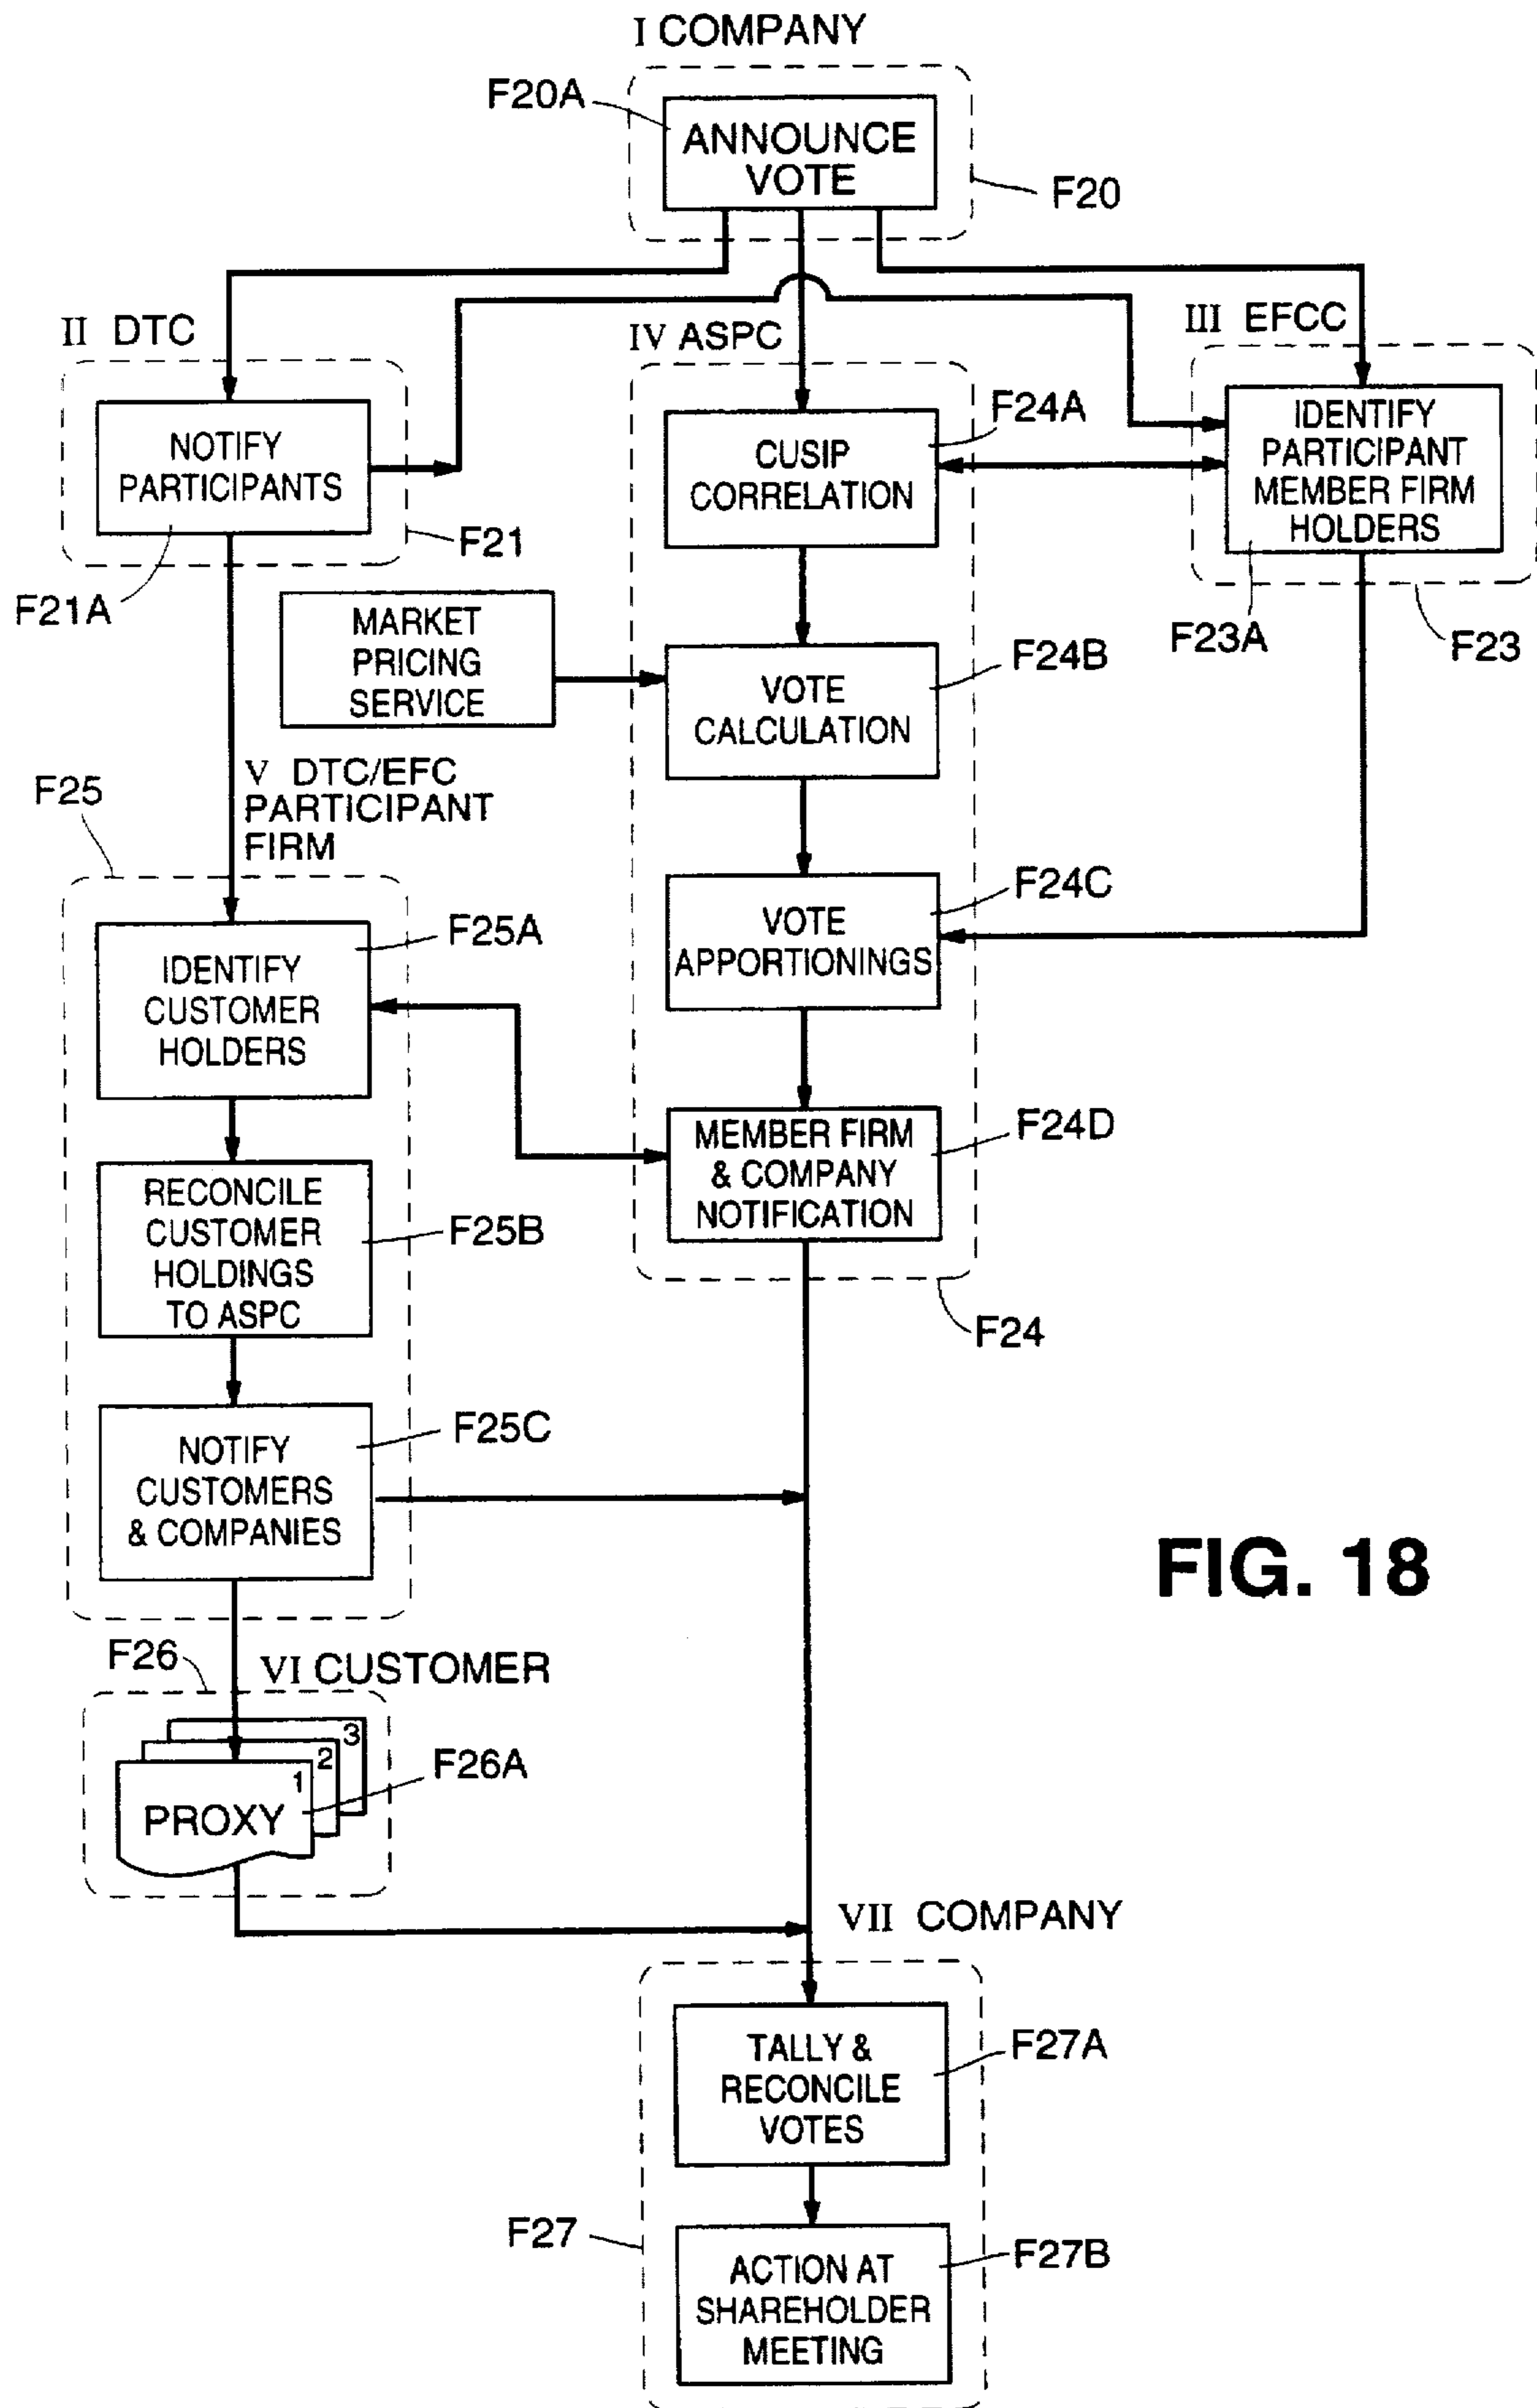 I COMPANY
F20A
ANNOUNCE
VOTE
F20
II DTC
IV ASPC
III EFCC
NOTIFY
PARTICIPANTS
F21
F21A
CUSIP
CORRELATION
F24A
IDENTIFY
PARTICIPANT
MEMBER FIRM
HOLDERS
F23A
F23
MARKET
PRICING
SERVICE
VOTE
CALCULATION
F24B
V DTC/EFC
PARTICIPANT
FIRM
F25
VOTE
APPORTIONINGS
F24C
IDENTIFY
CUSTOMER
HOLDERS
F25A
MEMBER FIRM
& COMPANY
NOTIFICATION
F24D
RECONCILE
CUSTOMER
HOLDINGS
TO ASPC
F25B
F24
NOTIFY
CUSTOMERS
& COMPANIES
F25C
FIG. 18
F26
VI CUSTOMER
3
2
1
PROXY
F26A
VII COMPANY
TALLY &
RECONCILE
VOTES
F27A
F27
ACTION AT
SHAREHOLDER
MEETING
F27B